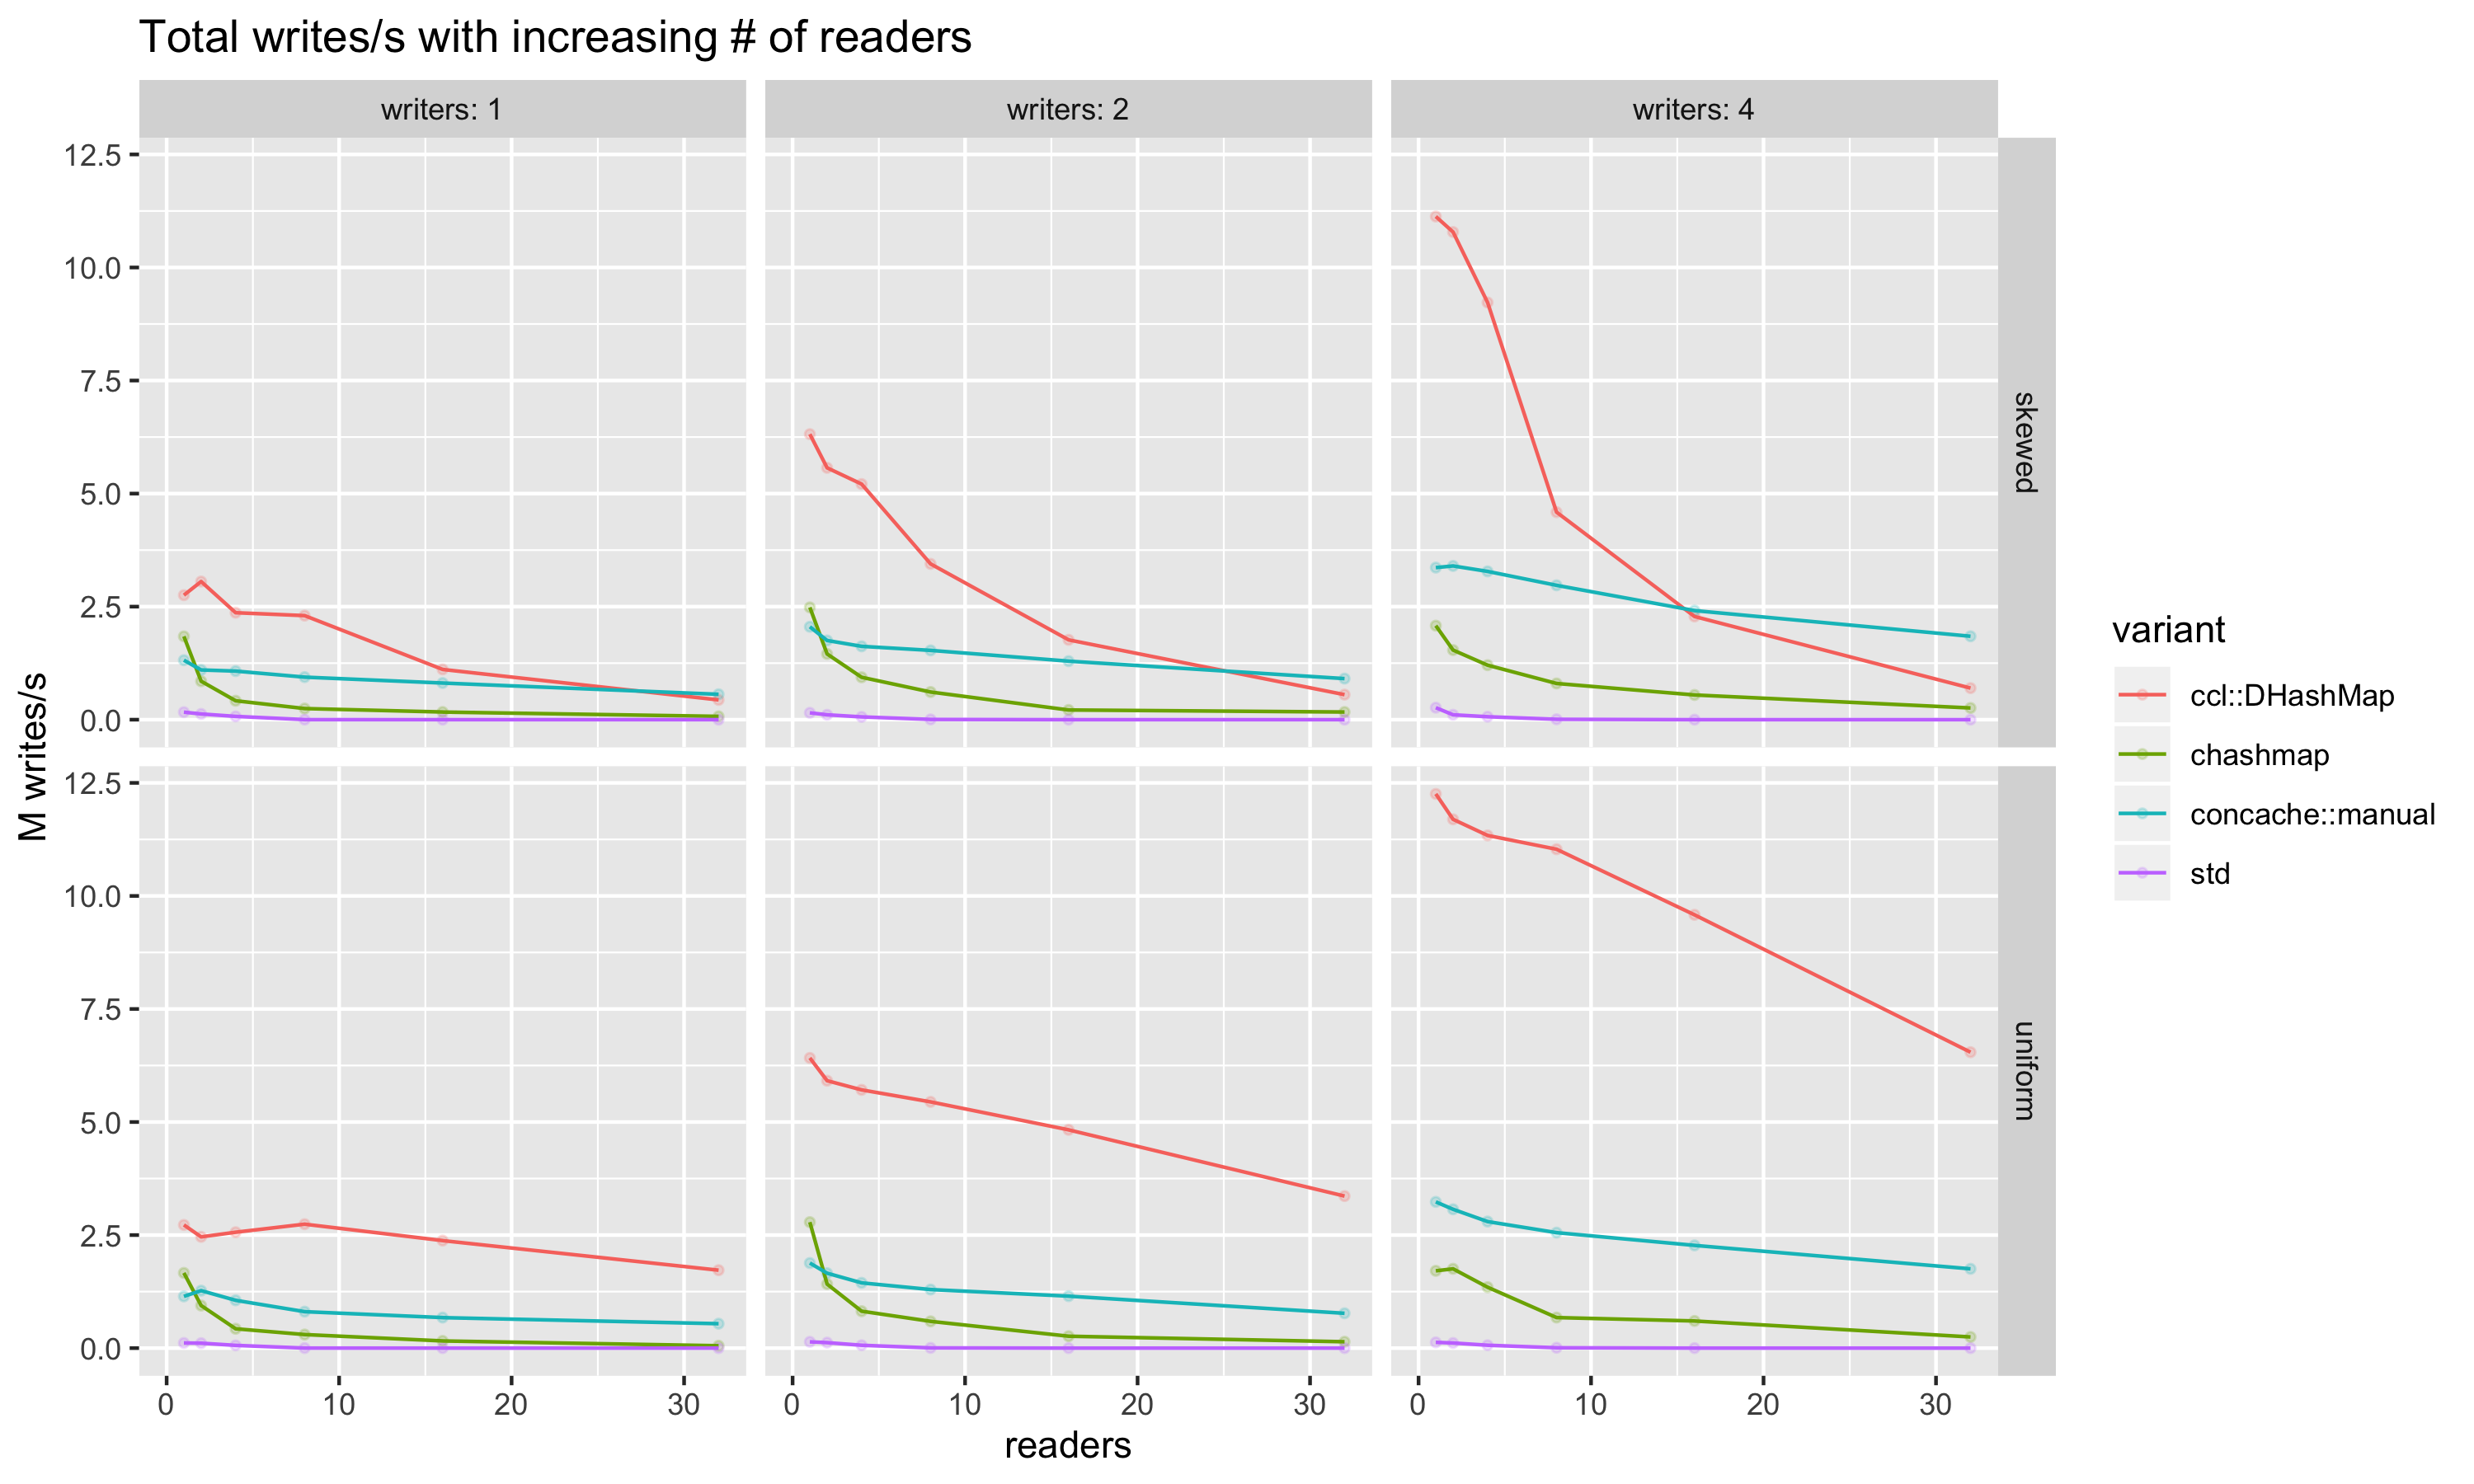 Total writes/s with increasing # of readers
writers: 1
writers: 2
writers: 4
12.5
10.0
7.5
5.0
2.5
0.0
skewed
12.5
10.0
7.5
5.0
2.5
0.0
uniform
M writes/s
0 10 20 30
0 10 20 30
0 10 20 30
readers
variant
ccl::DHashMap
chashmap
concache::manual
std